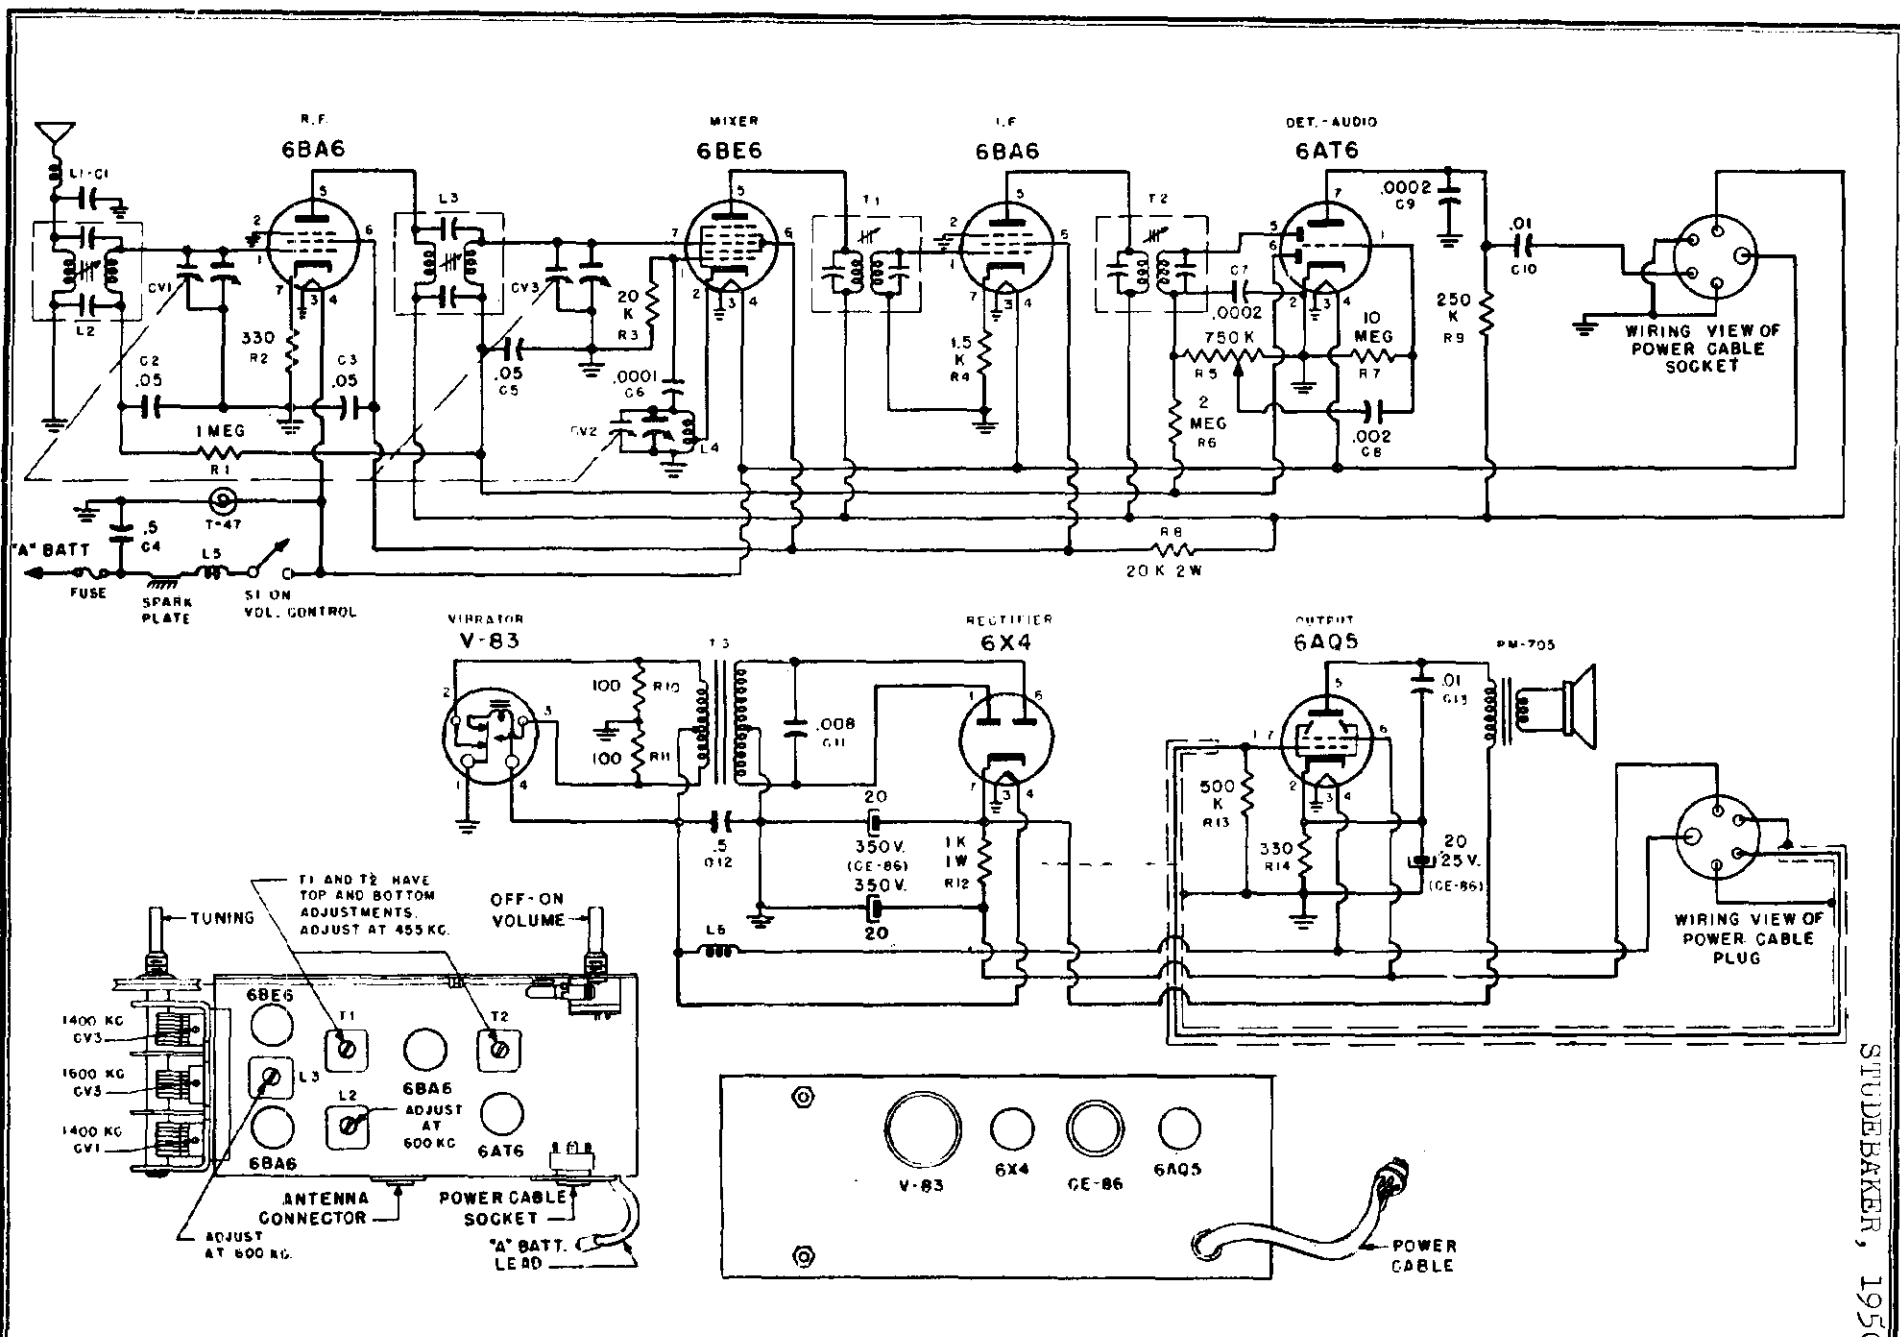 R.F.
6BA6
MIXER
6BE6
I.F
6BA6
DET.-AUDIO
6AT6
L1-C1
L2
CV1
C2
.05
330
R2
C3
.05
1 MEG
R1
L3
CV3
.05
C5
20
K
R3
.0001
C6
CV2
L4
T1
1.5
K
R4
T2
C7
.0002
750 K
R5
2
MEG
R6
10
MEG
R7
.002
C8
.0002
C9
.01
C10
250
K
R9
WIRING VIEW OF
POWER CABLE
SOCKET
T-47
.5
C4
"A" BATT
FUSE
SPARK
PLATE
L5
S1 ON
VOL. CONTROL
R8
20 K 2 W
VIBRATOR
V-83
T3
RECTIFIER
6X4
OUTPUT
6AQ5
PM-705
2
3
1
4
100
R10
100
R11
.008
C11
.5
C12
20
350 V.
(CE-86)
350 V.
20
1 K
1 W
R12
L6
500
K
R13
330
R14
.01
C13
20
25 V.
(CE-86)
WIRING VIEW OF
POWER CABLE
PLUG
T1 AND T2 HAVE
TOP AND BOTTOM
ADJUSTMENTS.
ADJUST AT 455 KC.
TUNING
OFF-ON
VOLUME
6BE6
T1
T2
1400 KC
CV3
1600 KC
CV3
1400 KC
CV1
L3
L2
6BA6
ADJUST
AT
600 KC
6BA6
6AT6
ANTENNA
CONNECTOR
POWER CABLE
SOCKET
"A" BATT.
LEAD
ADJUST
AT 600 KC.
V-83
6X4
CE-86
6AQ5
POWER
CABLE
STUDEBAKER, 195